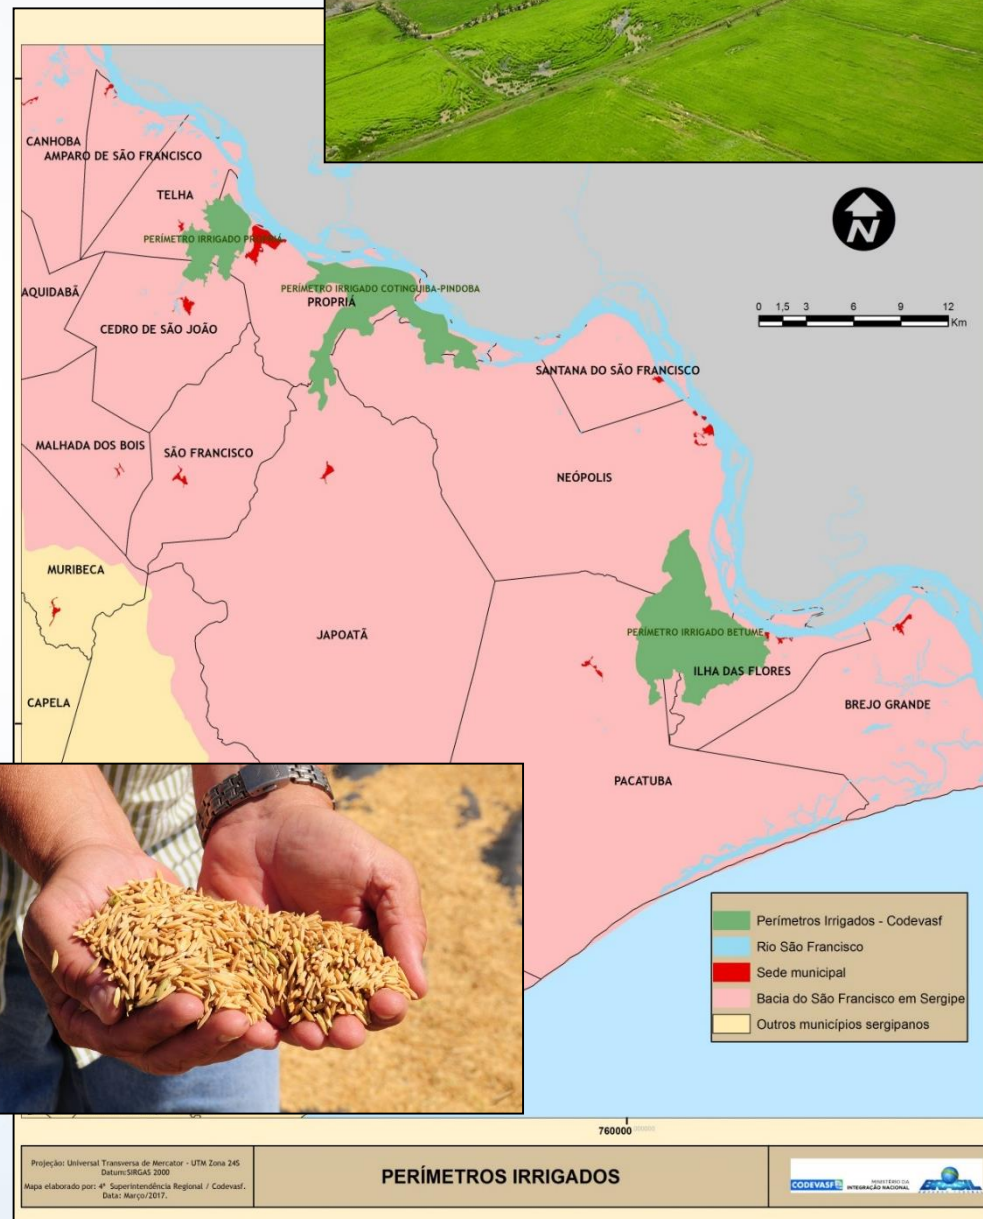 CANHOBA
AMPARO DE SÃO FRANCISCO
TELHA
N
PERÍMETRO IRRIGADO
AQUIDABÃ
PERÍMETRO IRRIGADO COTINGUIBA-PINDOBA
PROPRIÁ
0 1,5 3 6 9 12
Km
CEDRO DE SÃO JOÃO
SANTANA DO SÃO FRANCISCO
MALHADA DOS BOIS
SÃO FRANCISCO
NEÓPOLIS
MURIBECA
JAPOATÃ
PERÍMETRO IRRIGADO BETUME
ILHA DAS FLORES
CAPELA
BREJO GRANDE
PACATUBA
Perímetros Irrigados - Codevasf
Rio São Francisco
Sede municipal
Bacia do São Francisco em Sergipe
Outros municípios sergipanos
760000
Projeção: Universal Transversa de Mercator - UTM Zona 24S
Datum:SIRGAS 2000
Mapa elaborado por: 4ª Superintendência Regional / Codevasf.
Data: Março/2017.
PERÍMETROS IRRIGADOS
CODEVASF
MINISTÉRIO DA
INTEGRAÇÃO NACIONAL
BRASIL